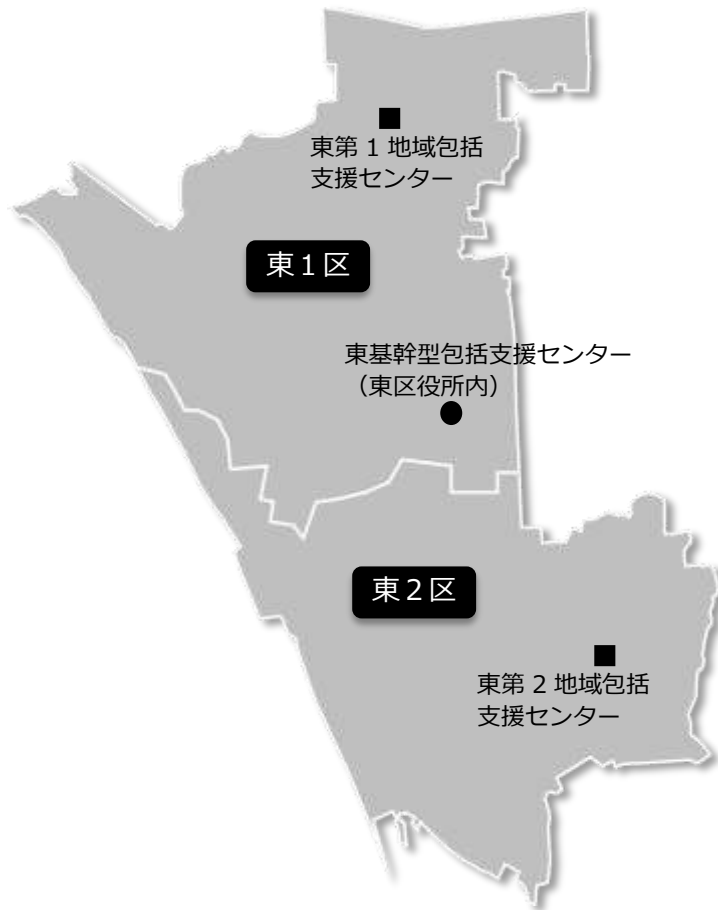 東第 1 地域包括
支援センター
東１区
東基幹型包括支援センター
（東区役所内）
東２区
東第 2 地域包括
支援センター